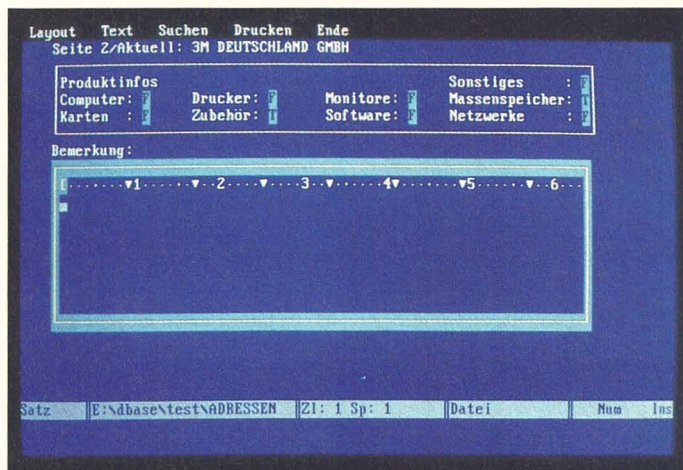 Layout Text Suchen Drucken Ende
Seite 2/Aktuell: 3M DEUTSCHLAND GMBH
Produktinfos Sonstiges : F
Computer: F Drucker: F Monitore: F Massenspeicher: T
Karten : F Zubehör: T Software: F Netzwerke : F
Bemerkung:
[·······▼1·····▼··2····▼····3··▼······4▼·······▼5······▼··6···
Satz E:\dbase\test\ADRESSEN Zl: 1 Sp: 1 Datei Num Ins